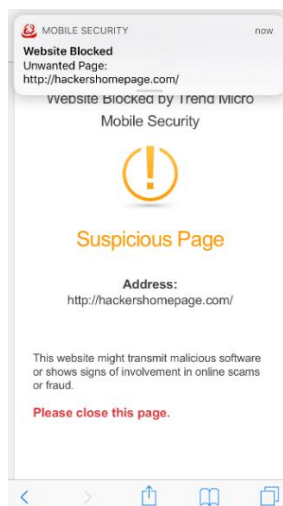 MOBILE SECURITY now
Website Blocked
Unwanted Page:
http://hackershomepage.com/
Website Blocked by Trend Micro
Mobile Security
Suspicious Page
Address:
http://hackershomepage.com/
This website might transmit malicious software
or shows signs of involvement in online scams
or fraud.
Please close this page.